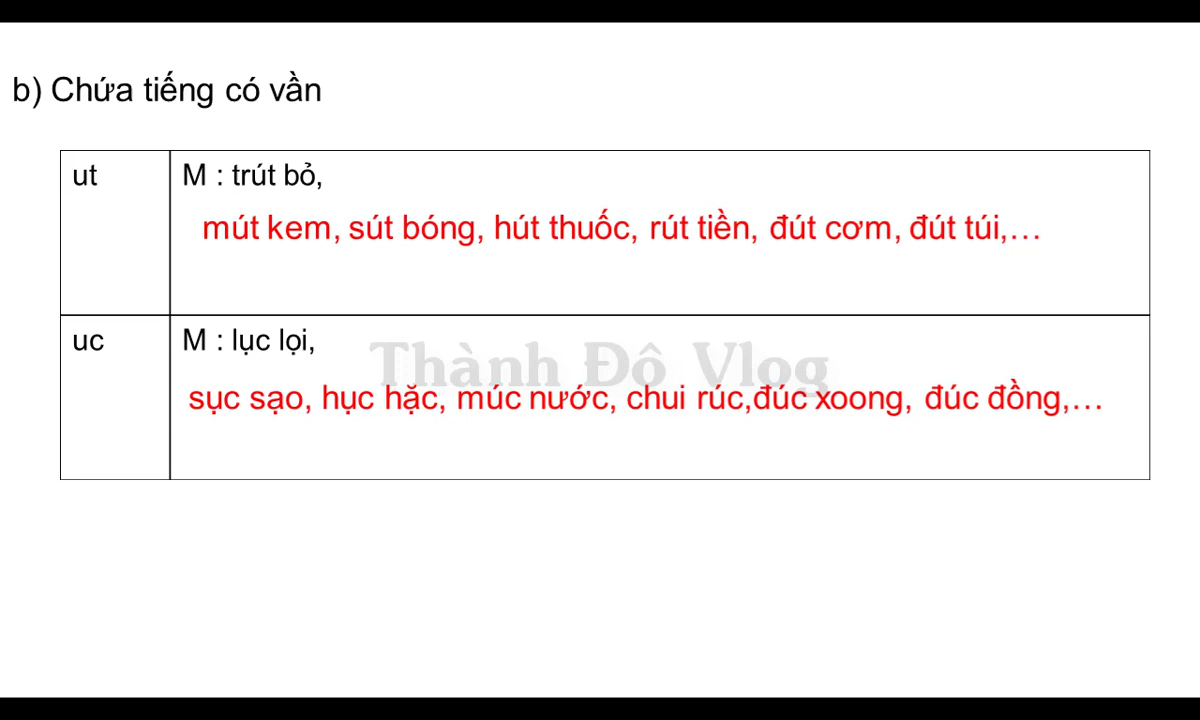 b) Chứa tiếng có vần
ut
M : trút bỏ,
mút kem, sút bóng, hút thuốc, rút tiền, đút cơm, đút túi,...
uc
M : lục lọi,
Thành Đô Vlog
sục sạo, hục hặc, múc nước, chui rúc,đúc xoong, đúc đồng,...